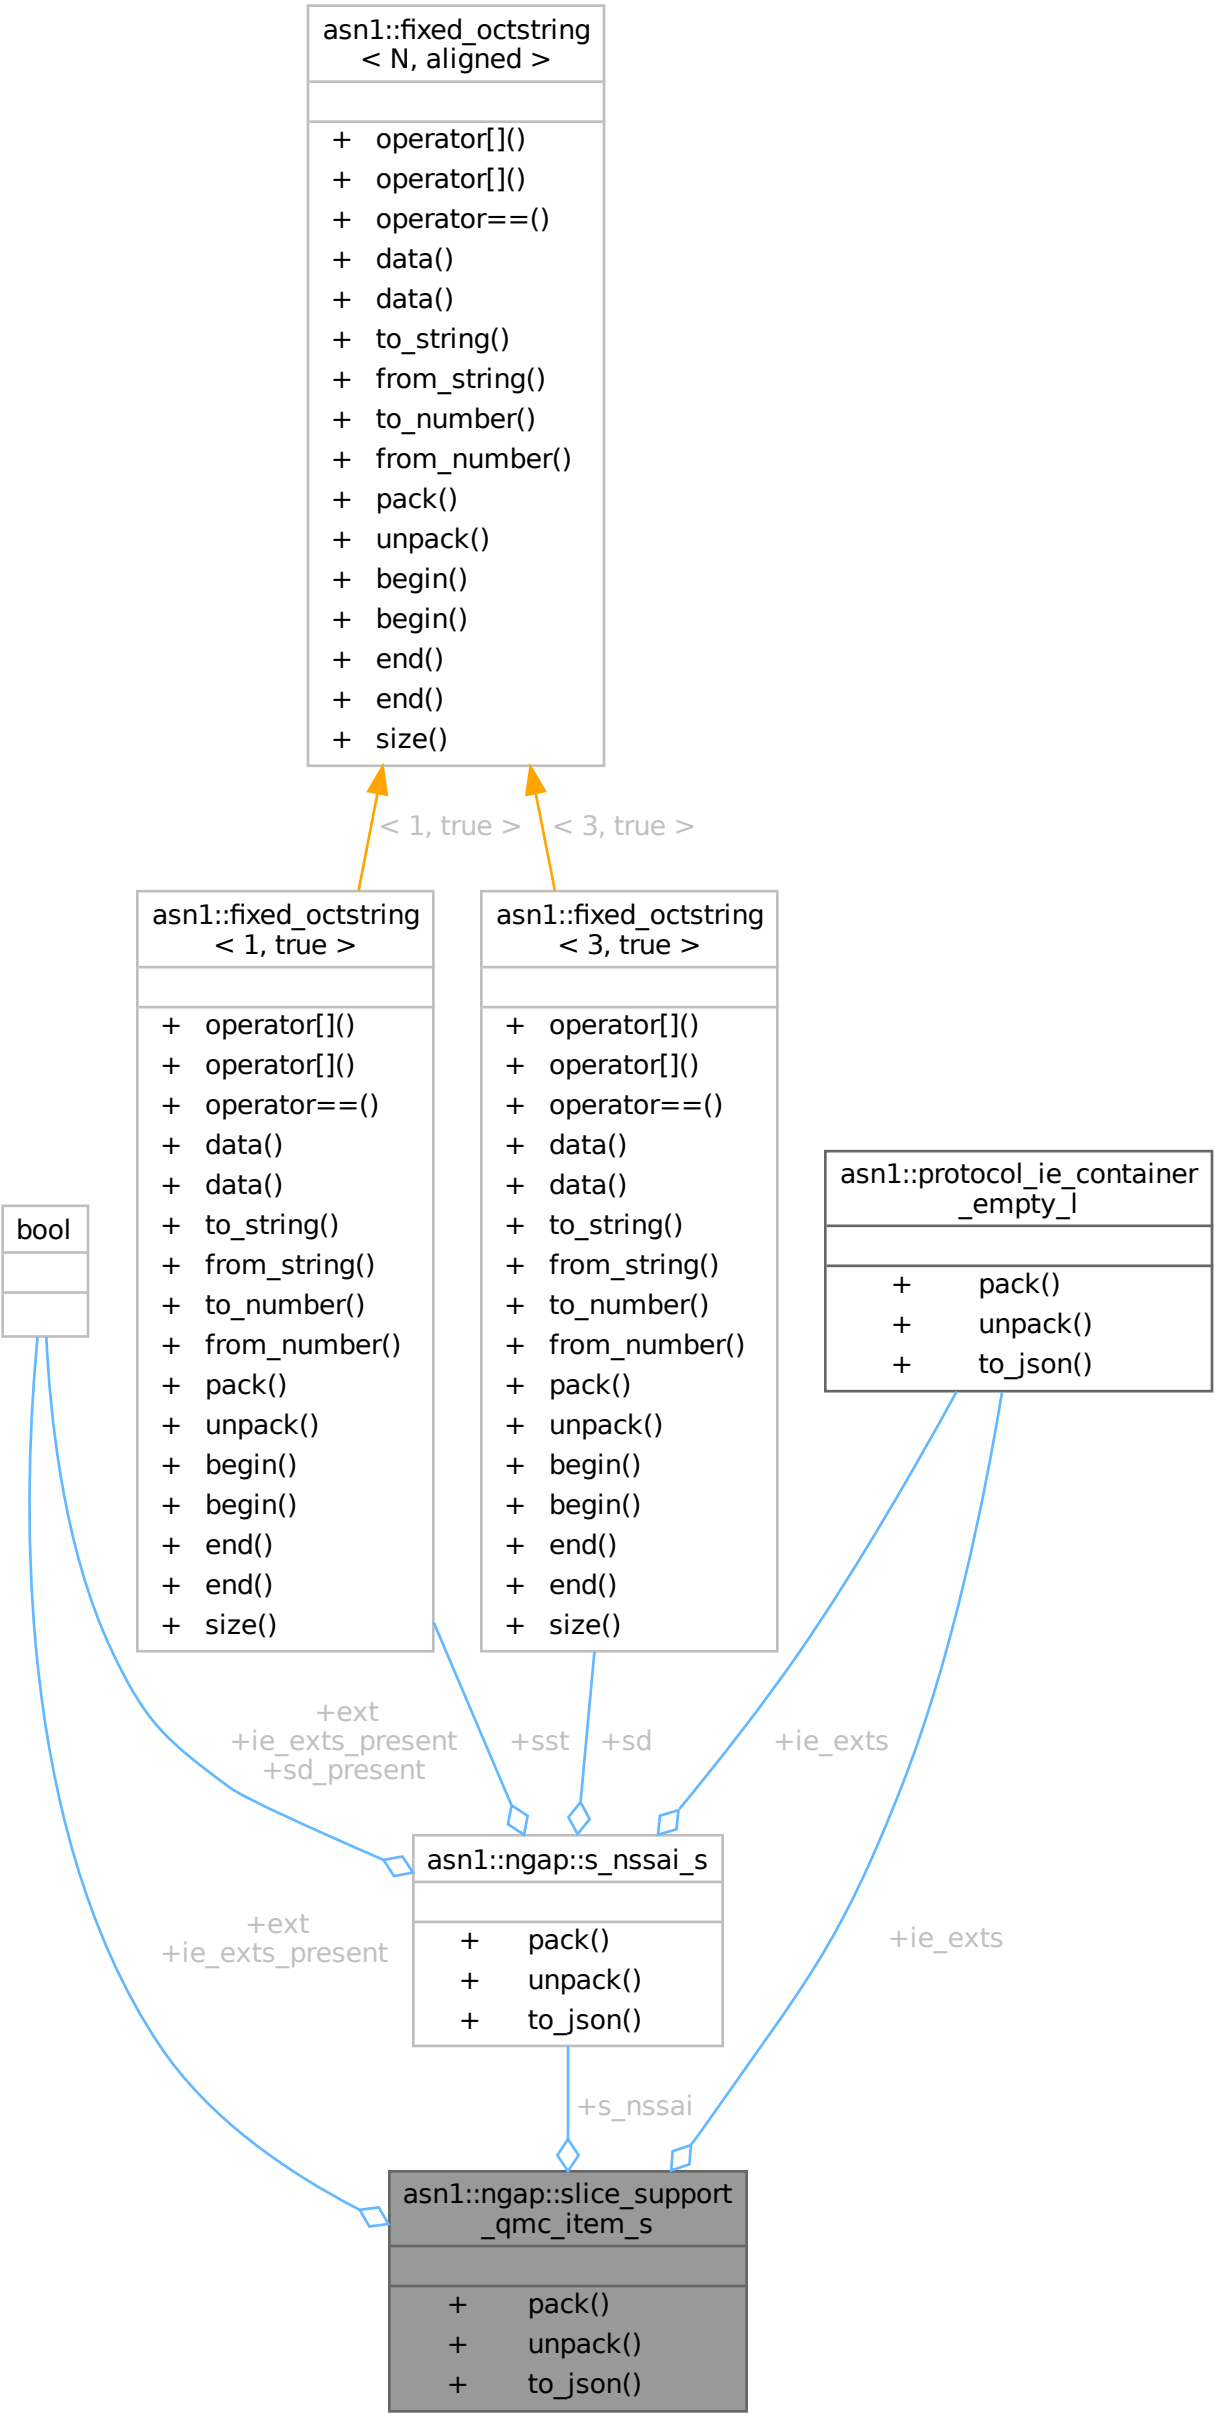 asn1::fixed_octstring
< N, aligned >
+ operator[]()
+ operator[]()
+ operator==()
+ data()
+ data()
+ to_string()
+ from_string()
+ to_number()
+ from_number()
+ pack()
+ unpack()
+ begin()
+ begin()
+ end()
+ end()
+ size()
< 1, true >
< 3, true >
asn1::fixed_octstring
< 1, true >
+ operator[]()
+ operator[]()
+ operator==()
+ data()
+ data()
+ to_string()
+ from_string()
+ to_number()
+ from_number()
+ pack()
+ unpack()
+ begin()
+ begin()
+ end()
+ end()
+ size()
asn1::fixed_octstring
< 3, true >
+ operator[]()
+ operator[]()
+ operator==()
+ data()
+ data()
+ to_string()
+ from_string()
+ to_number()
+ from_number()
+ pack()
+ unpack()
+ begin()
+ begin()
+ end()
+ end()
+ size()
asn1::protocol_ie_container
_empty_l
+ pack()
+ unpack()
+ to_json()
bool
+ext
+ie_exts_present
+sd_present
+sst
+sd
+ie_exts
asn1::ngap::s_nssai_s
+ pack()
+ unpack()
+ to_json()
+ext
+ie_exts_present
+ie_exts
+s_nssai
asn1::ngap::slice_support
_qmc_item_s
+ pack()
+ unpack()
+ to_json()